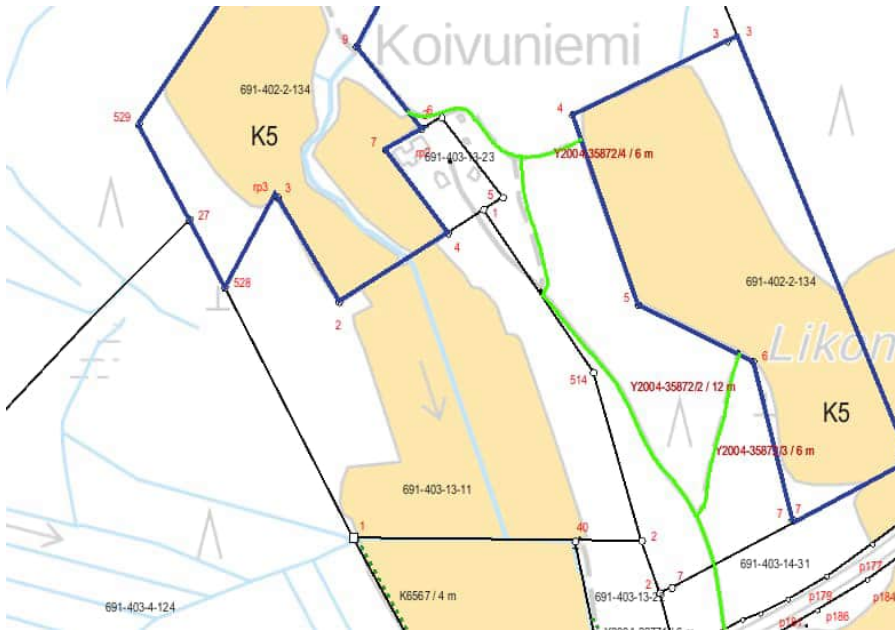 3
3
9
Koivuniemi
691-402-2-134
529
4
6
K5
7
Y2004-35872/4 / 6 m
691-403-13-23
rp3
3
5
1
27
4
528
691-402-2-134
2
5
Likon
6
514
Y2004-35872/2 / 12 m
K5
Y2004-35872/3 / 6 m
691-403-13-11
7
7
1
40
2
691-403-14-31
p177
7
2
K6567 / 4 m
691-403-13-22
p179
p184
691-403-4-124
p186